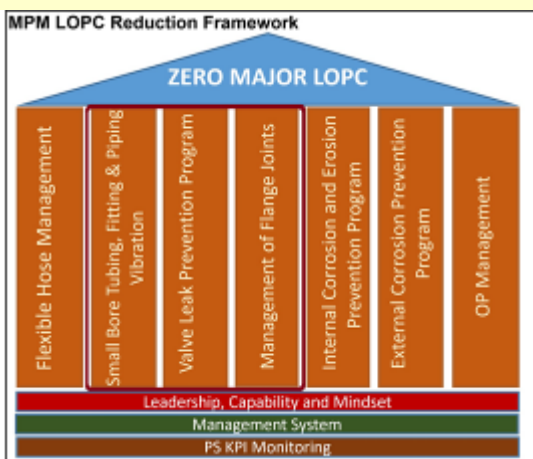 MPM LOPC Reduction Framework
ZERO MAJOR LOPC
Flexible Hose Management
Small Bore Tubing, Fitting & Piping
Vibration
Valve Leak Prevention Program
Management of Flange Joints
Internal Corrosion and Erosion
Prevention Program
External Corrosion Prevention
Program
OP Management
Leadership, Capability and Mindset
Management System
PS KPI Monitoring